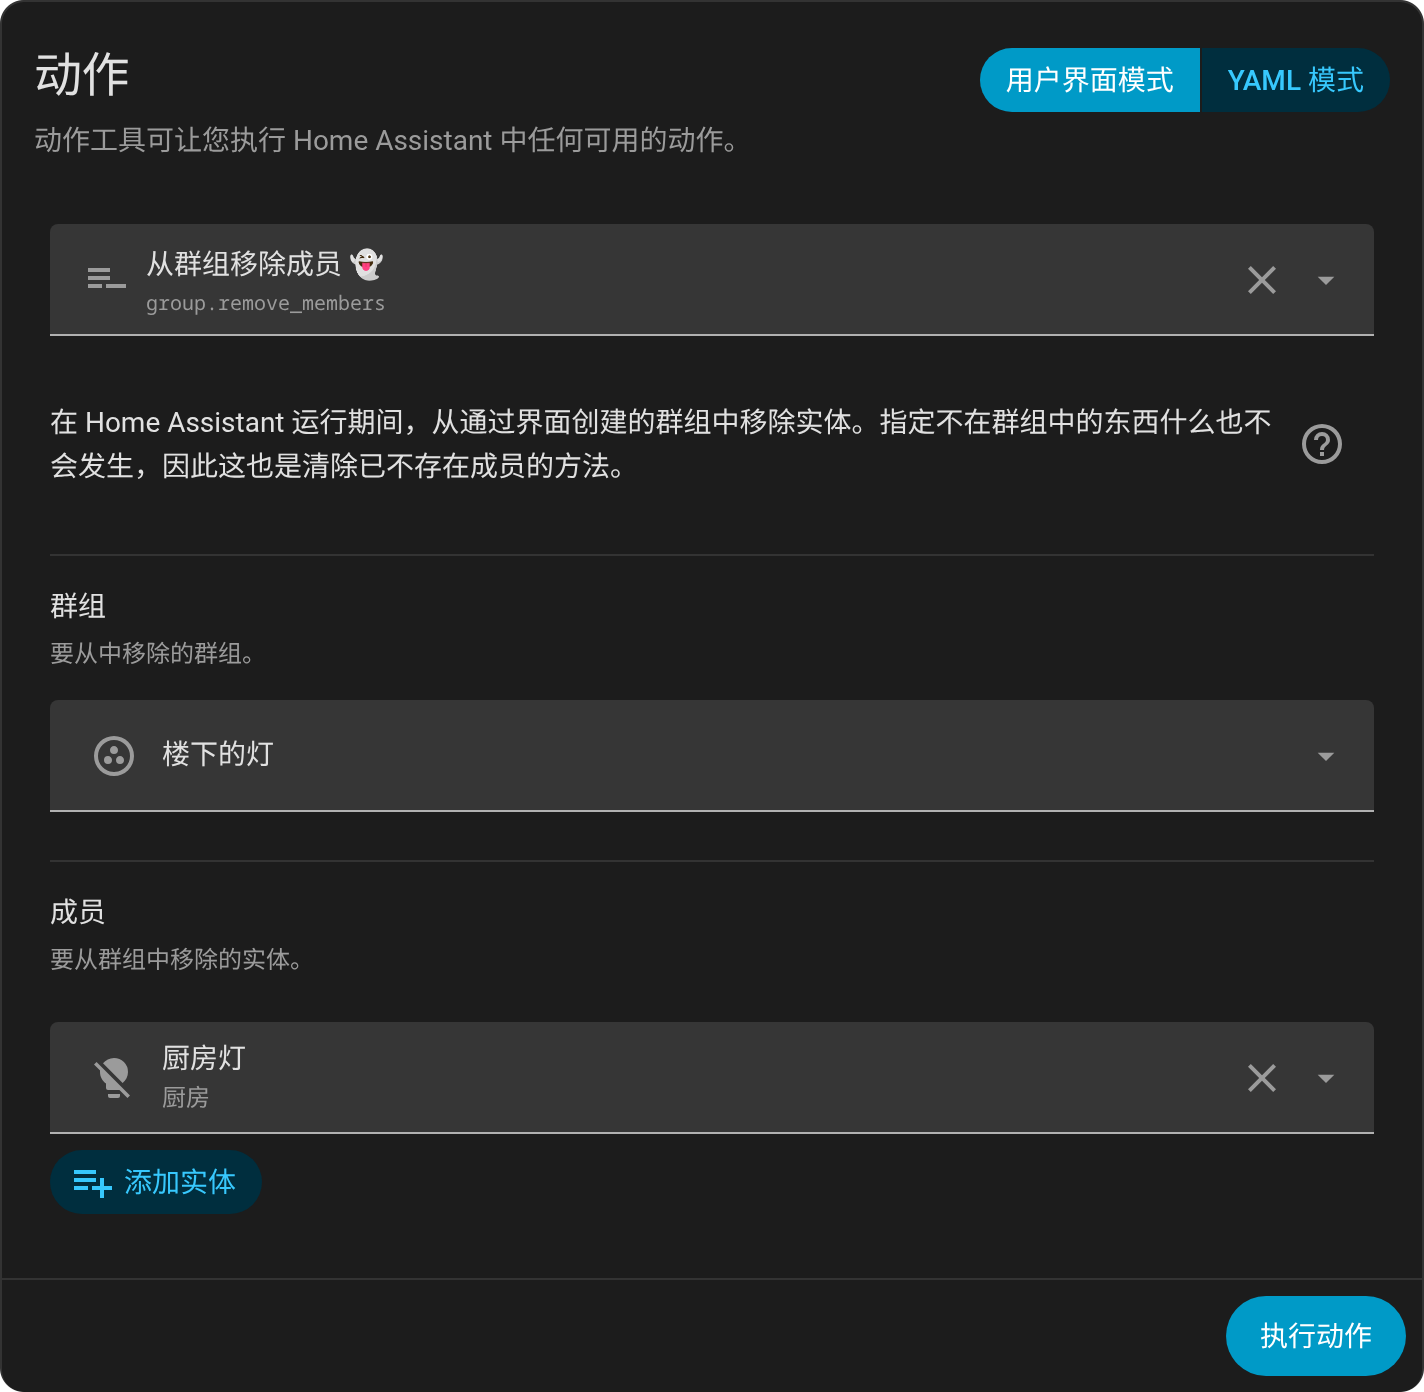 动作
用户界面模式
YAML 模式
动作工具可让您执行 Home Assistant 中任何可用的动作。
从群组移除成员 👻
group.remove_members
在 Home Assistant 运行期间，从通过界面创建的群组中移除实体。指定不在群组中的东西什么也不
会发生，因此这也是清除已不存在成员的方法。
群组
要从中移除的群组。
楼下的灯
成员
要从群组中移除的实体。
厨房灯
厨房
添加实体
执行动作